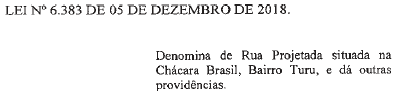 LEI Nº 6.383 DE 05 DE DEZEMBRO DE 2018.
Denomina de Rua Projetada situada na
Chácara Brasil, Bairro Turu, e dá outras
providências.